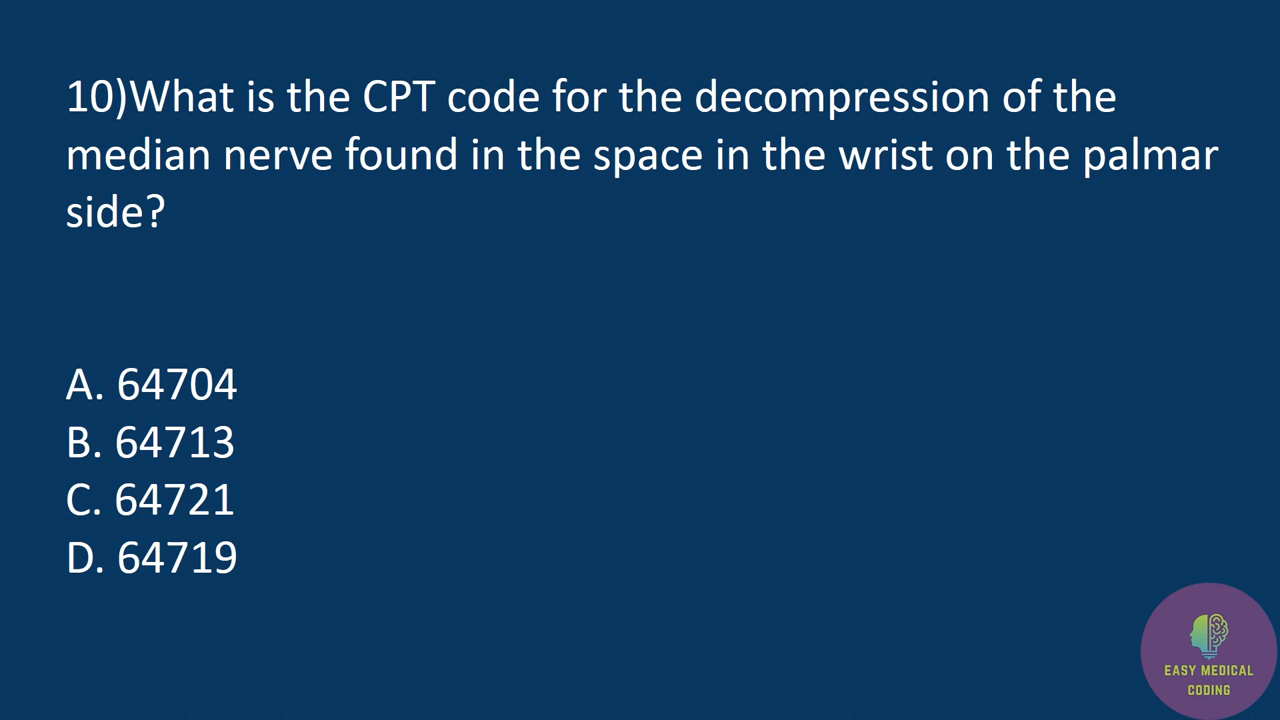 10)What is the CPT code for the decompression of the
median nerve found in the space in the wrist on the palmar
side?
A. 64704
B. 64713
C. 64721
D. 64719
EASY MEDICAL
CODING